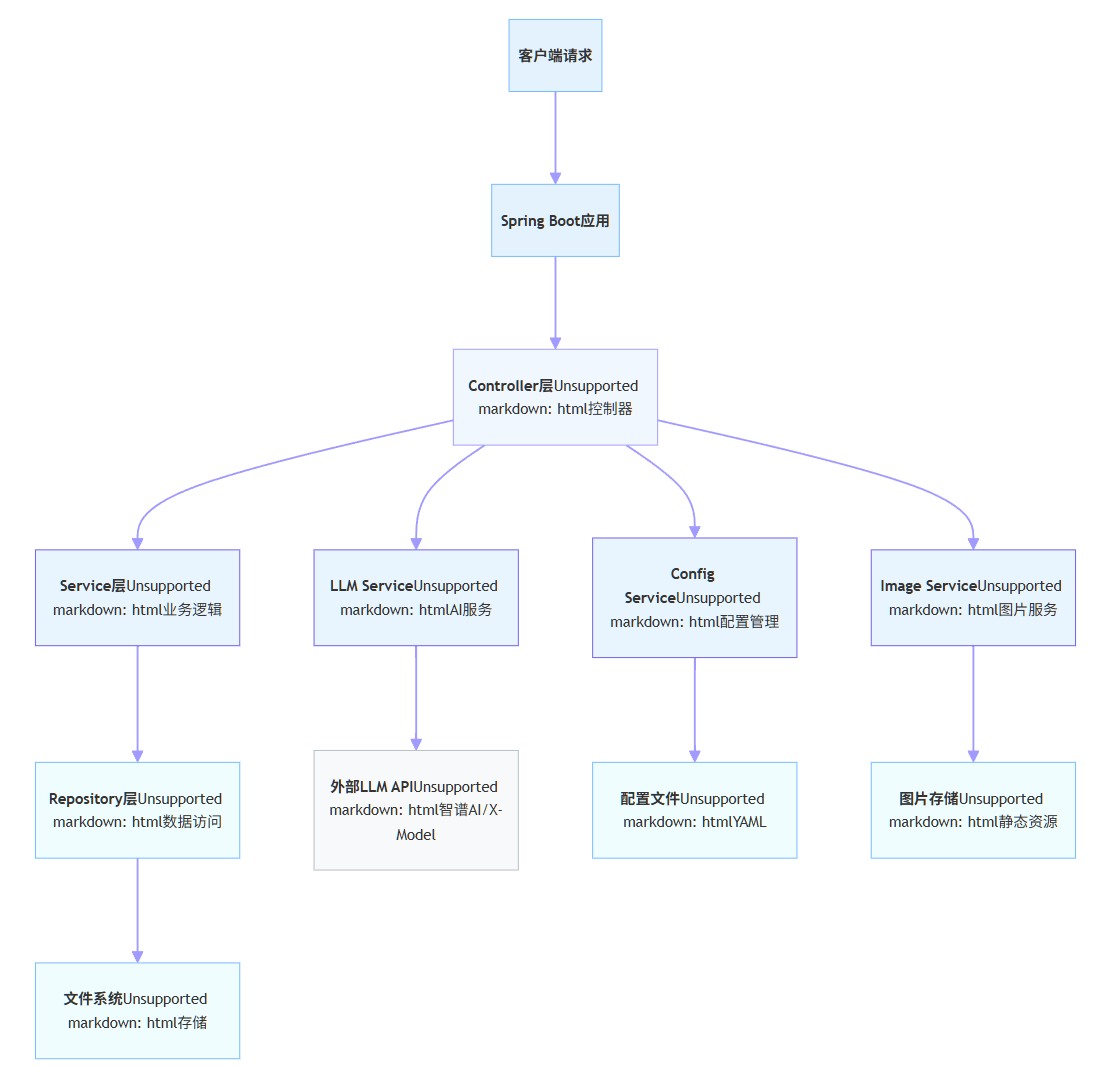 客户端请求
Spring Boot应用
Controller层Unsupported
markdown: html控制器
Service层Unsupported
markdown: html业务逻辑
LLM ServiceUnsupported
markdown: htmlAI服务
Config
ServiceUnsupported
markdown: html配置管理
Image ServiceUnsupported
markdown: html图片服务
Repository层Unsupported
markdown: html数据访问
外部LLM APIUnsupported
markdown: html智谱AI/X-
Model
配置文件Unsupported
markdown: htmlYAML
图片存储Unsupported
markdown: html静态资源
文件系统Unsupported
markdown: html存储